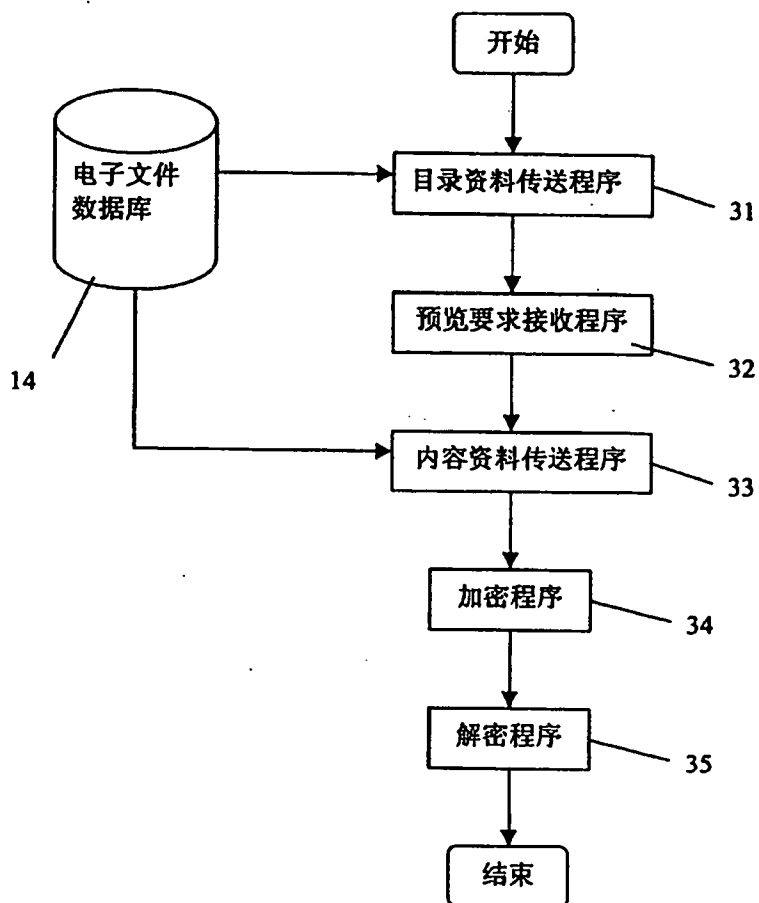 开始
电子文件
数据库
目录资料传送程序
31
预览要求接收程序
32
14
内容资料传送程序
33
加密程序
34
解密程序
35
结束